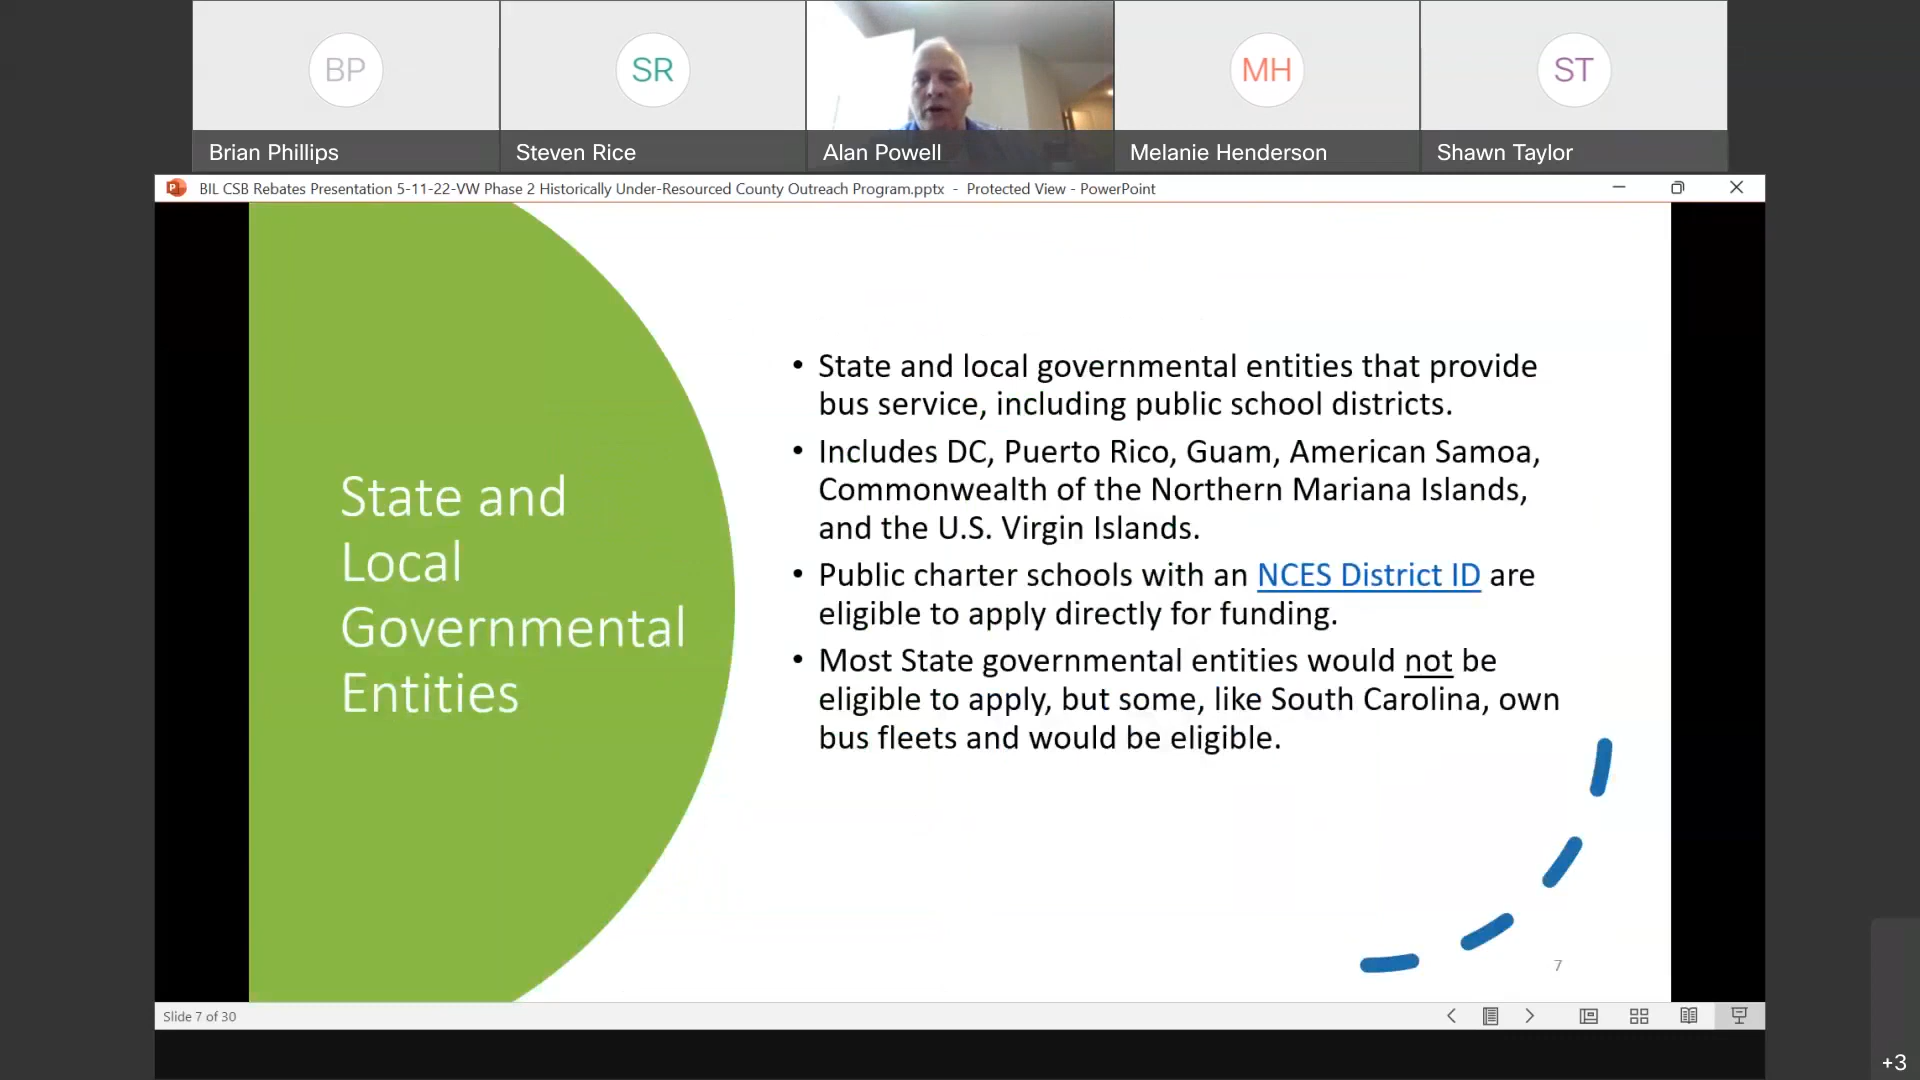 BP
SR
MH
ST
Brian Phillips
Steven Rice
Alan Powell
Melanie Henderson
Shawn Taylor
BIL CSB Rebates Presentation 5-11-22-VW Phase 2 Historically Under-Resourced County Outreach Program.pptx - Protected View - PowerPoint
State and
Local
Governmental
Entities
• State and local governmental entities that provide
bus service, including public school districts.
• Includes DC, Puerto Rico, Guam, American Samoa,
Commonwealth of the Northern Mariana Islands,
and the U.S. Virgin Islands.
• Public charter schools with an NCES District ID are
eligible to apply directly for funding.
• Most State governmental entities would not be
eligible to apply, but some, like South Carolina, own
bus fleets and would be eligible.
7
Slide 7 of 30
+3